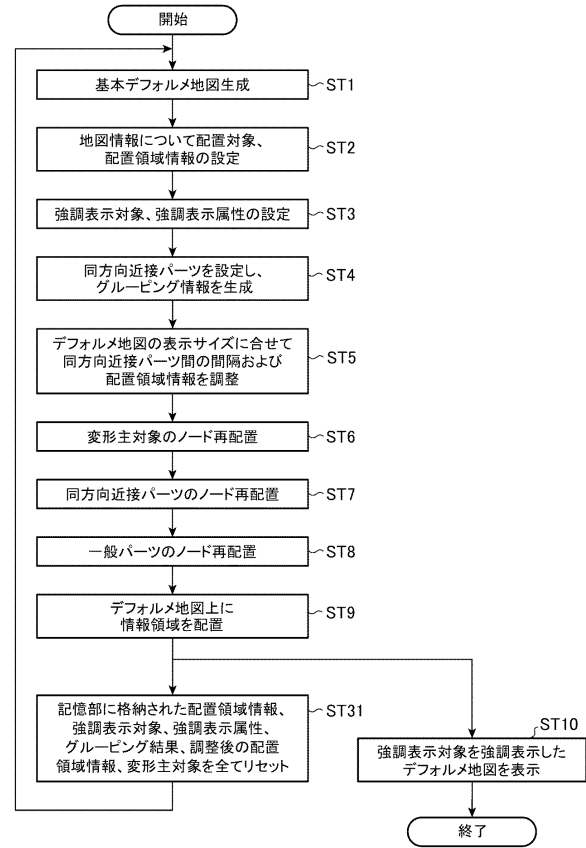 開始
基本デフォルメ地図生成
ST1
地図情報について配置対象、
配置領域情報の設定
ST2
強調表示対象、強調表示属性の設定
ST3
同方向近接パーツを設定し、
グルーピング情報を生成
ST4
デフォルメ地図の表示サイズに合せて
同方向近接パーツ間の間隔および
配置領域情報を調整
ST5
変形主対象のノード再配置
ST6
同方向近接パーツのノード再配置
ST7
一般パーツのノード再配置
ST8
デフォルメ地図上に
情報領域を配置
ST9
記憶部に格納された配置領域情報、
強調表示対象、強調表示属性、
グルーピング結果、調整後の配置
領域情報、変形主対象を全てリセット
ST31
ST10
強調表示対象を強調表示した
デフォルメ地図を表示
終了